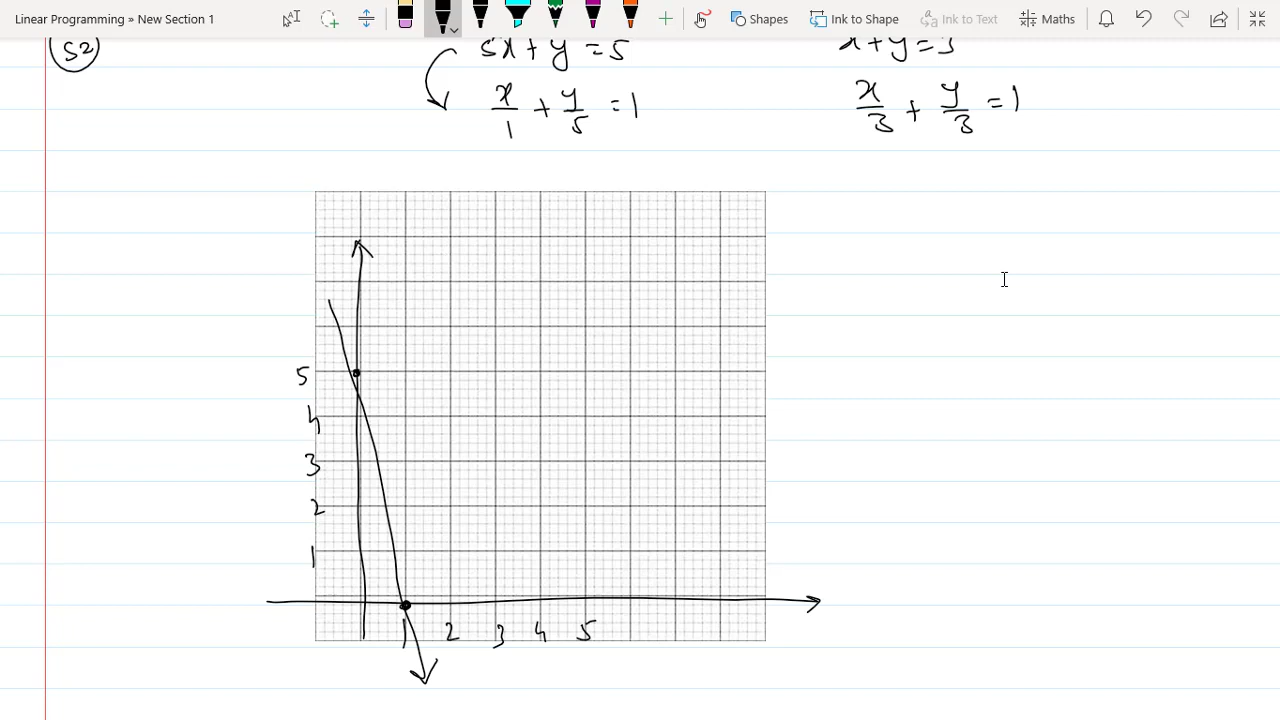 Linear Programming » New Section 1
Shapes
Ink to Shape
Ink to Text
Maths
S2
5x + y = 5
x + y = 3
x/1 + y/5 = 1
x/3 + y/3 = 1
5
4
3
2
1
1 2 3 4 5